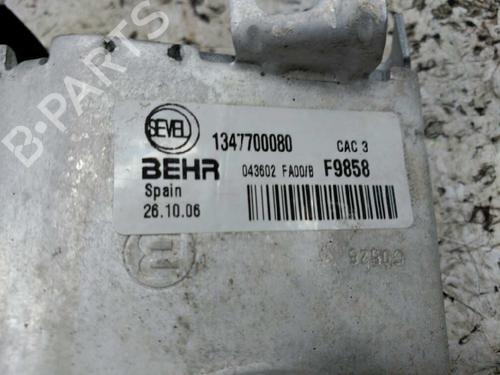 SEVEL
1347700080
CAC 3
BEHR
043602 FA00/B
F9858
Spain
26.10.06
B-PARTS